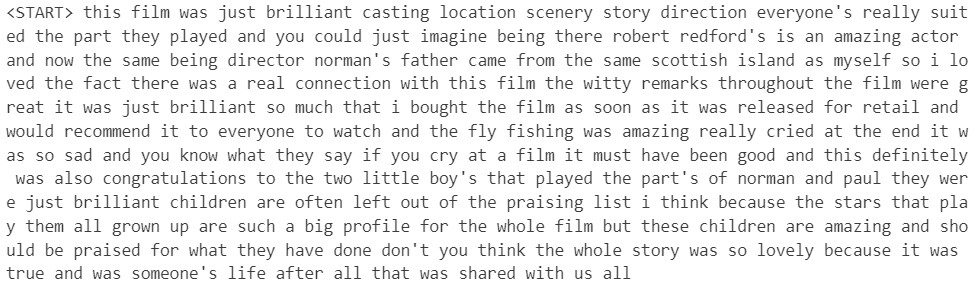 <START> this film was just brilliant casting location scenery story direction everyone's really suit
ed the part they played and you could just imagine being there robert redford's is an amazing actor
and now the same being director norman's father came from the same scottish island as myself so i lo
ved the fact there was a real connection with this film the witty remarks throughout the film were g
reat it was just brilliant so much that i bought the film as soon as it was released for retail and
would recommend it to everyone to watch and the fly fishing was amazing really cried at the end it w
as so sad and you know what they say if you cry at a film it must have been good and this definitely
 was also congratulations to the two little boy's that played the part's of norman and paul they wer
e just brilliant children are often left out of the praising list i think because the stars that pla
y them all grown up are such a big profile for the whole film but these children are amazing and sho
uld be praised for what they have done don't you think the whole story was so lovely because it was
true and was someone's life after all that was shared with us all